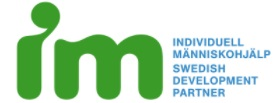 im
INDIVIDUELL
MÄNNISKOHJÄLP
SWEDISH
DEVELOPMENT
PARTNER